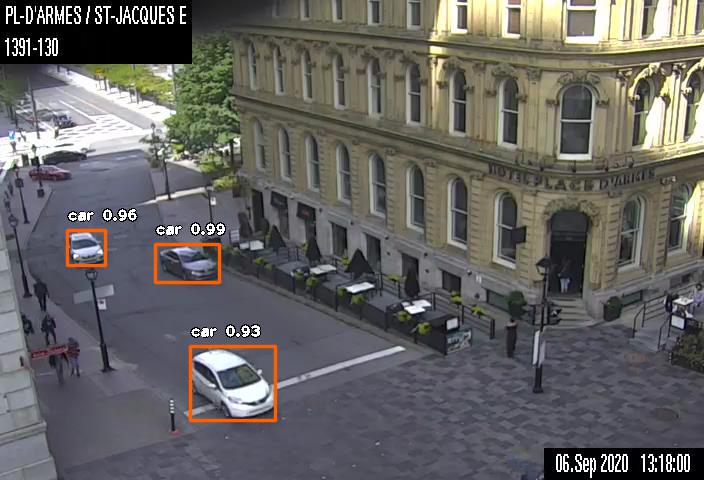 PL-D'ARMES / ST-JACQUES E
1391-130
car 0.96
car 0.99
car 0.93
HOTEL PLACE D'ARMES
06.Sep 2020 13:18:00